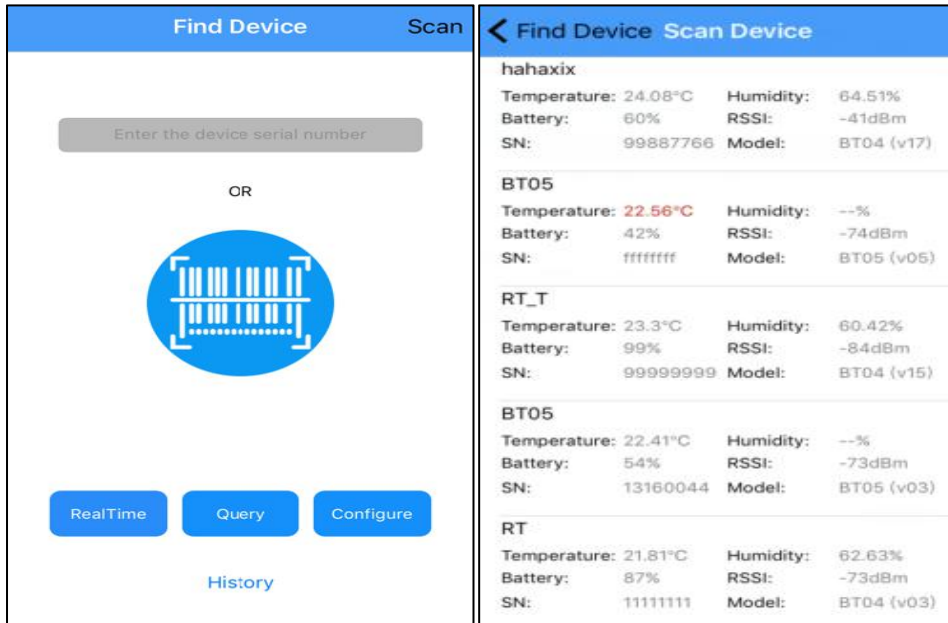 Find Device Scan
Enter the device serial number
OR
RealTime Query Configure
History
Find Device Scan Device
hahaxix
Temperature: 24.08°C Humidity: 64.51%
Battery: 60% RSSI: -41dBm
SN: 99887766 Model: BT04 (v17)
BT05
Temperature: 22.56°C Humidity: --%
Battery: 42% RSSI: -74dBm
SN: ffffffff Model: BT05 (v05)
RT_T
Temperature: 23.3°C Humidity: 60.42%
Battery: 99% RSSI: -84dBm
SN: 99999999 Model: BT04 (v15)
BT05
Temperature: 22.41°C Humidity: --%
Battery: 54% RSSI: -73dBm
SN: 13160044 Model: BT05 (v03)
RT
Temperature: 21.81°C Humidity: 62.63%
Battery: 87% RSSI: -73dBm
SN: 11111111 Model: BT04 (v03)